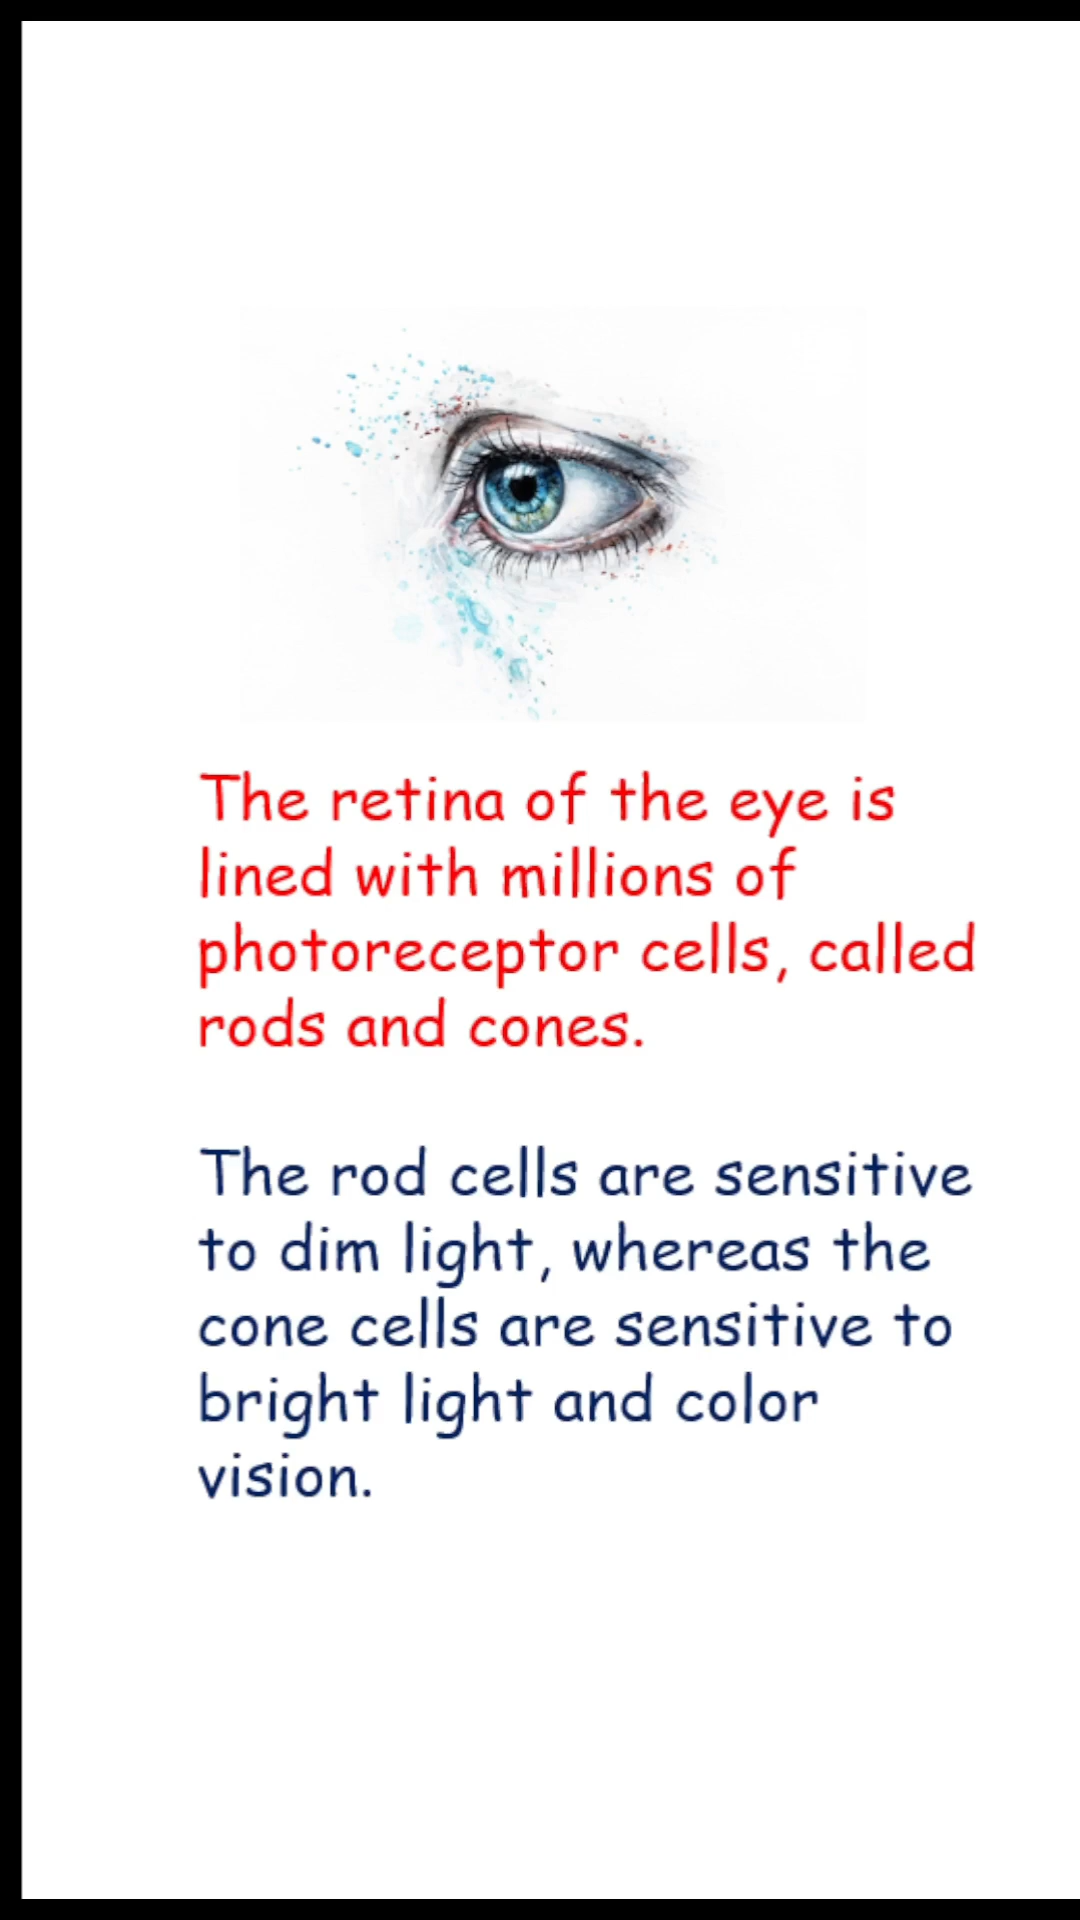 The retina of the eye is
lined with millions of
photoreceptor cells, called
rods and cones.
The rod cells are sensitive
to dim light, whereas the
cone cells are sensitive to
bright light and color
vision.